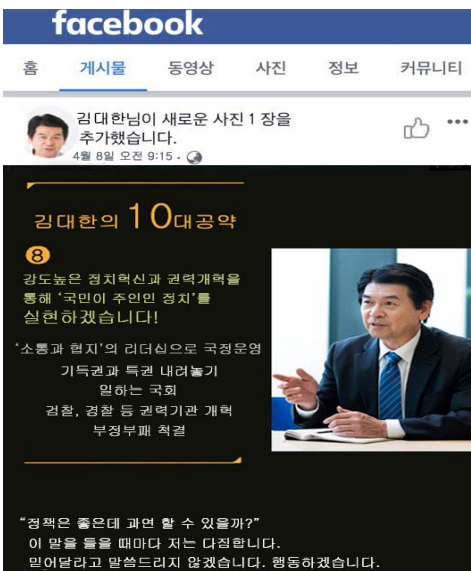 facebook
홈 게시물 동영상 사진 정보 커뮤니티
김대한님이 새로운 사진 1 장을
추가했습니다.
4월 8일 오전 9:15 ·
김대한의 10대공약
8
강도높은 정치혁신과 권력개혁을
통해 ‘국민이 주인인 정치’를
실현하겠습니다!
‘소통과 협치’의 리더십으로 국정운영
기득권과 특권 내려놓기
일하는 국회
검찰, 경찰 등 권력기관 개혁
부정부패 척결
“정책은 좋은데 과연 할 수 있을까?”
이 말을 들을 때마다 저는 다짐합니다.
믿어달라고 말씀드리지 않겠습니다. 행동하겠습니다.